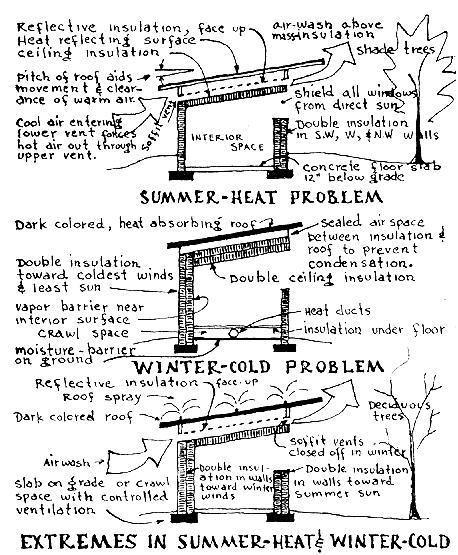 Reflective insulation, face up
Heat reflecting surface
ceiling insulation
air-wash above
mass insulation
shade trees
pitch of roof aids
movement & clear-
ance of warm air.
Cool air entering
lower vent forces
hot air out through
upper vent.
soffit vent
shield all windows
from direct sun
Double insulation
in S.W, W, & NW walls
INTERIOR
SPACE
Concrete floor slab
12" below grade
SUMMER-HEAT PROBLEM
Dark colored, heat absorbing roof
Sealed air space
between insulation &
roof to prevent
condensation.
Double insulation
toward coldest winds
& least sun
Double ceiling insulation
vapor barrier near
interior surface
crawl space
moisture-barrier
on ground
Heat ducts
insulation under floor
WINTER-COLD PROBLEM
Reflective insulation face-up
Roof spray
Dark colored roof
Decuous
trees
Airwash
Soffit vents
closed off in winter
slab on grade or crawl
space with controlled
ventilation
Double insul-
ation in walls
toward winter
winds
Double insulation
in walls toward
summer sun
EXTREMES IN SUMMER-HEAT & WINTER-COLD